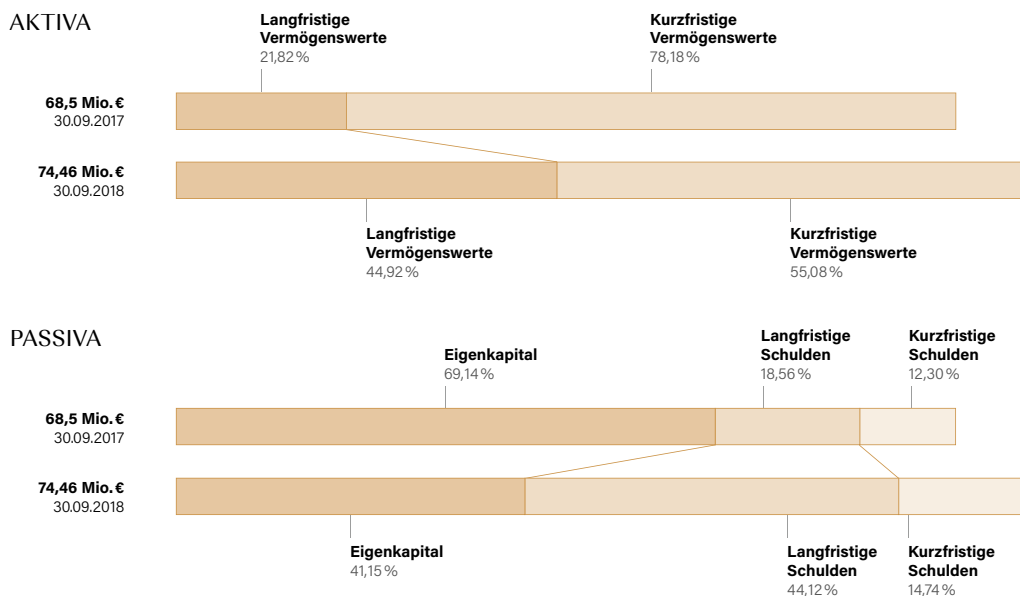 AKTIVA
Langfristige
Vermögenswerte
21,82 %
Kurzfristige
Vermögenswerte
78,18 %
68,5 Mio. €
30.09.2017
74,46 Mio. €
30.09.2018
Langfristige
Vermögenswerte
44,92 %
Kurzfristige
Vermögenswerte
55,08 %
PASSIVA
Eigenkapital
69,14 %
Langfristige
Schulden
18,56 %
Kurzfristige
Schulden
12,30 %
68,5 Mio. €
30.09.2017
74,46 Mio. €
30.09.2018
Eigenkapital
41,15 %
Langfristige
Schulden
44,12 %
Kurzfristige
Schulden
14,74 %